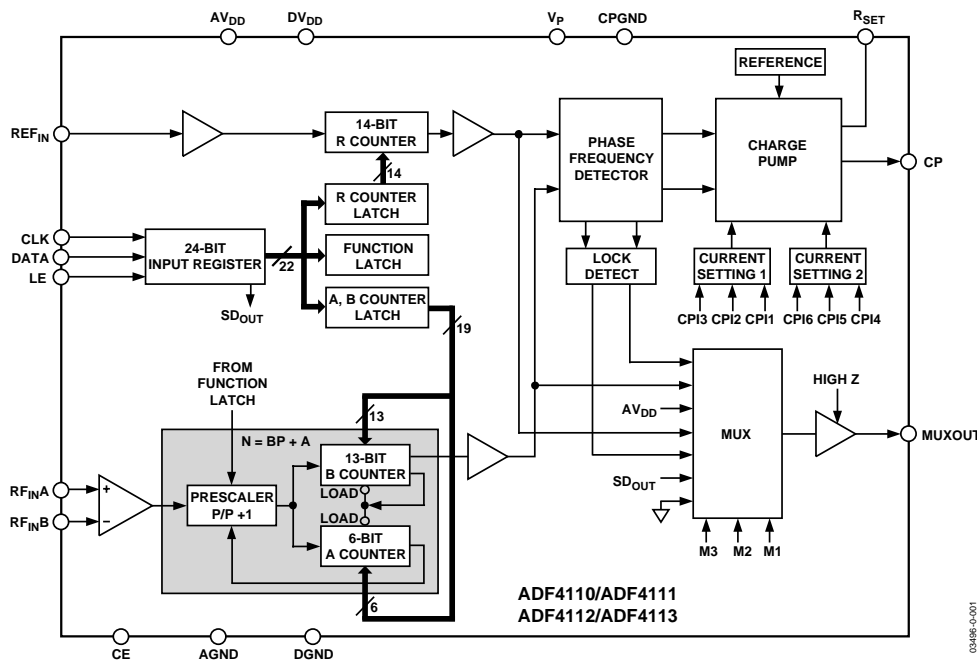 AVDD
DVDD
VP
CPGND
RSET
REFERENCE
REFIN
14-BIT
R COUNTER
PHASE
FREQUENCY
DETECTOR
CHARGE
PUMP
CP
14
R COUNTER
LATCH
CLK
DATA
LE
24-BIT
INPUT REGISTER
22
FUNCTION
LATCH
LOCK
DETECT
CURRENT
SETTING 1
CURRENT
SETTING 2
SDOUT
A, B COUNTER
LATCH
19
CPI3 CPI2 CPI1
CPI6 CPI5 CPI4
FROM
FUNCTION
LATCH
13
HIGH Z
AVDD
MUX
MUXOUT
N = BP + A
13-BIT
B COUNTER
RFINA
RFINB
+
–
PRESCALER
P/P +1
LOAD
LOAD
SDOUT
6-BIT
A COUNTER
M3 M2 M1
6
ADF4110/ADF4111
ADF4112/ADF4113
CE
AGND
DGND
03496-0-001